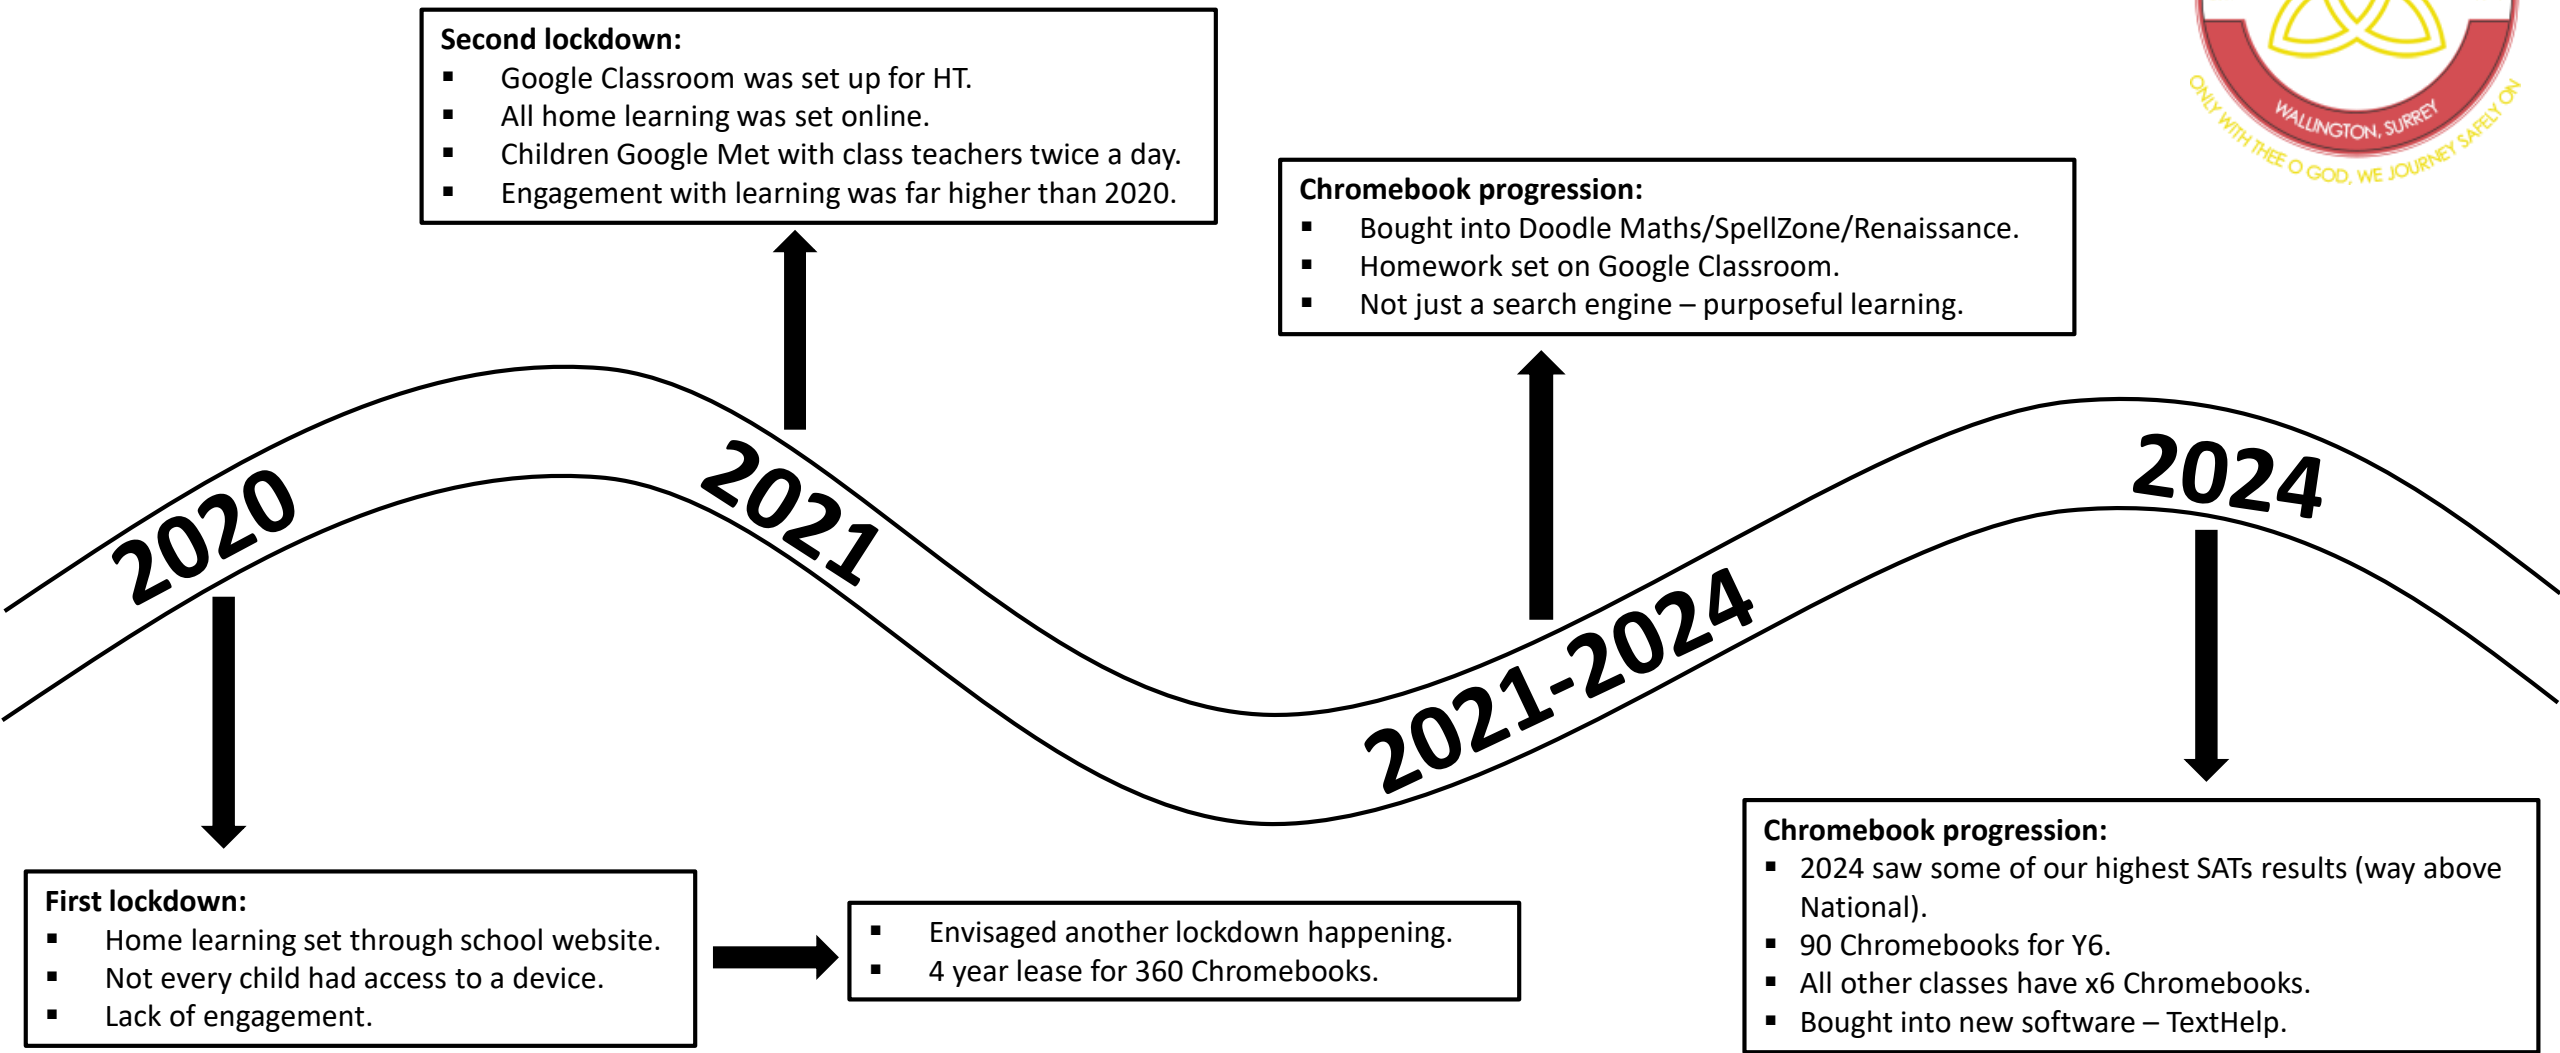 Second lockdown:
▪ Google Classroom was set up for HT.
▪ All home learning was set online.
▪ Children Google Met with class teachers twice a day.
▪ Engagement with learning was far higher than 2020.
WALLINGTON, SURREY
ONLY WITH THEE O GOD, WE JOURNEY SAFELY ON
Chromebook progression:
▪ Bought into Doodle Maths/SpellZone/Renaissance.
▪ Homework set on Google Classroom.
▪ Not just a search engine – purposeful learning.
2020
2021
2021-2024
2024
First lockdown:
▪ Home learning set through school website.
▪ Not every child had access to a device.
▪ Lack of engagement.
▪ Envisaged another lockdown happening.
▪ 4 year lease for 360 Chromebooks.
Chromebook progression:
▪ 2024 saw some of our highest SATs results (way above
National).
▪ 90 Chromebooks for Y6.
▪ All other classes have x6 Chromebooks.
▪ Bought into new software – TextHelp.